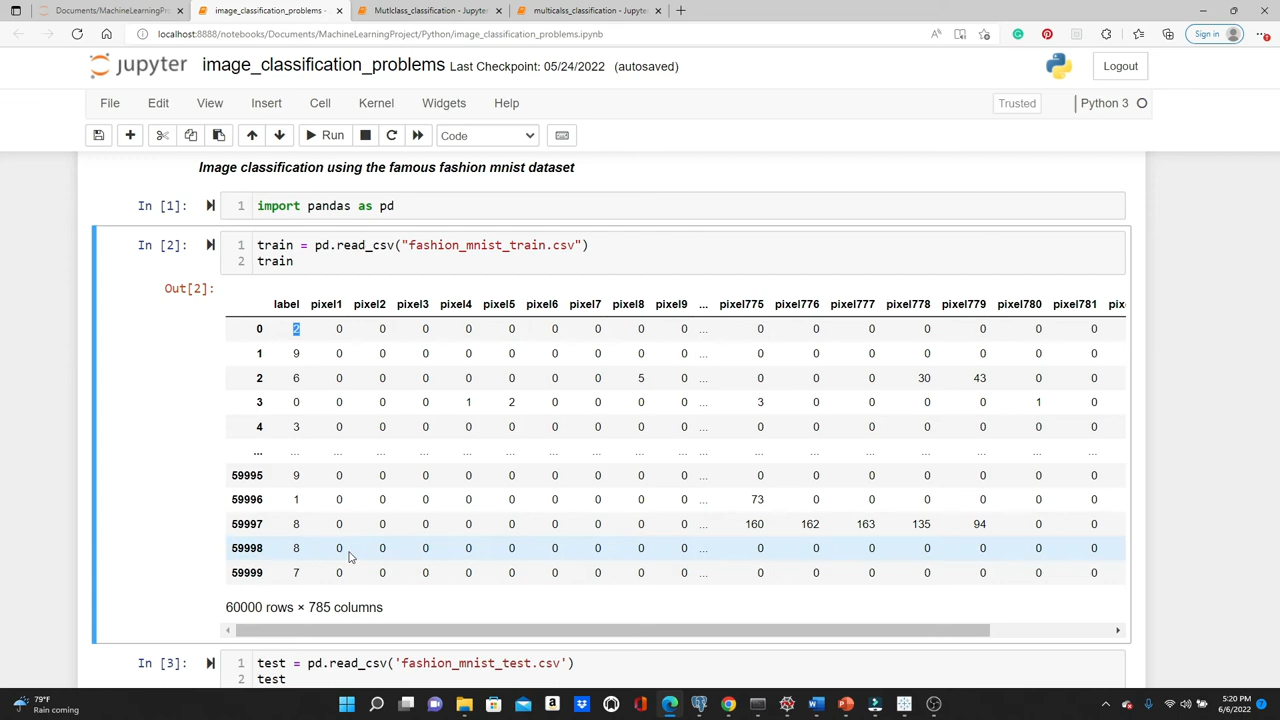 Documents/MachineLearningProject
image_classification_problems -
Mutlclass_classification - Jupyter
multicalss_classification - Jupyter
localhost:8888/notebooks/Documents/MachineLearningProject/Python/image_classification_problems.ipynb
Sign in
jupyter image_classification_problems Last Checkpoint: 05/24/2022 (autosaved)
Logout
File Edit View Insert Cell Kernel Widgets Help
Trusted
Python 3
Run
Code
Image classification using the famous fashion mnist dataset
In [1]: 1 import pandas as pd
In [2]: 1 train = pd.read_csv("fashion_mnist_train.csv")
2 train
Out[2]:
label pixel1 pixel2 pixel3 pixel4 pixel5 pixel6 pixel7 pixel8 pixel9 ... pixel775 pixel776 pixel777 pixel778 pixel779 pixel780 pixel781
0 2 0 0 0 0 0 0 0 0 0 ... 0 0 0 0 0 0 0
1 9 0 0 0 0 0 0 0 0 0 ... 0 0 0 0 0 0 0
2 6 0 0 0 0 0 0 0 5 0 ... 0 0 0 30 43 0 0
3 0 0 0 0 1 2 0 0 0 0 ... 3 0 0 0 0 1 0
4 3 0 0 0 0 0 0 0 0 0 ... 0 0 0 0 0 0 0
... ... ... ... ... ... ... ... ... ... ... ... ... ... ... ... ... ... ...
59995 9 0 0 0 0 0 0 0 0 0 ... 0 0 0 0 0 0 0
59996 1 0 0 0 0 0 0 0 0 0 ... 73 0 0 0 0 0 0
59997 8 0 0 0 0 0 0 0 0 0 ... 160 162 163 135 94 0 0
59998 8 0 0 0 0 0 0 0 0 0 ... 0 0 0 0 0 0 0
59999 7 0 0 0 0 0 0 0 0 0 ... 0 0 0 0 0 0 0
60000 rows × 785 columns
In [3]: 1 test = pd.read_csv('fashion_mnist_test.csv')
2 test
79°F
Rain coming
5:20 PM
6/6/2022